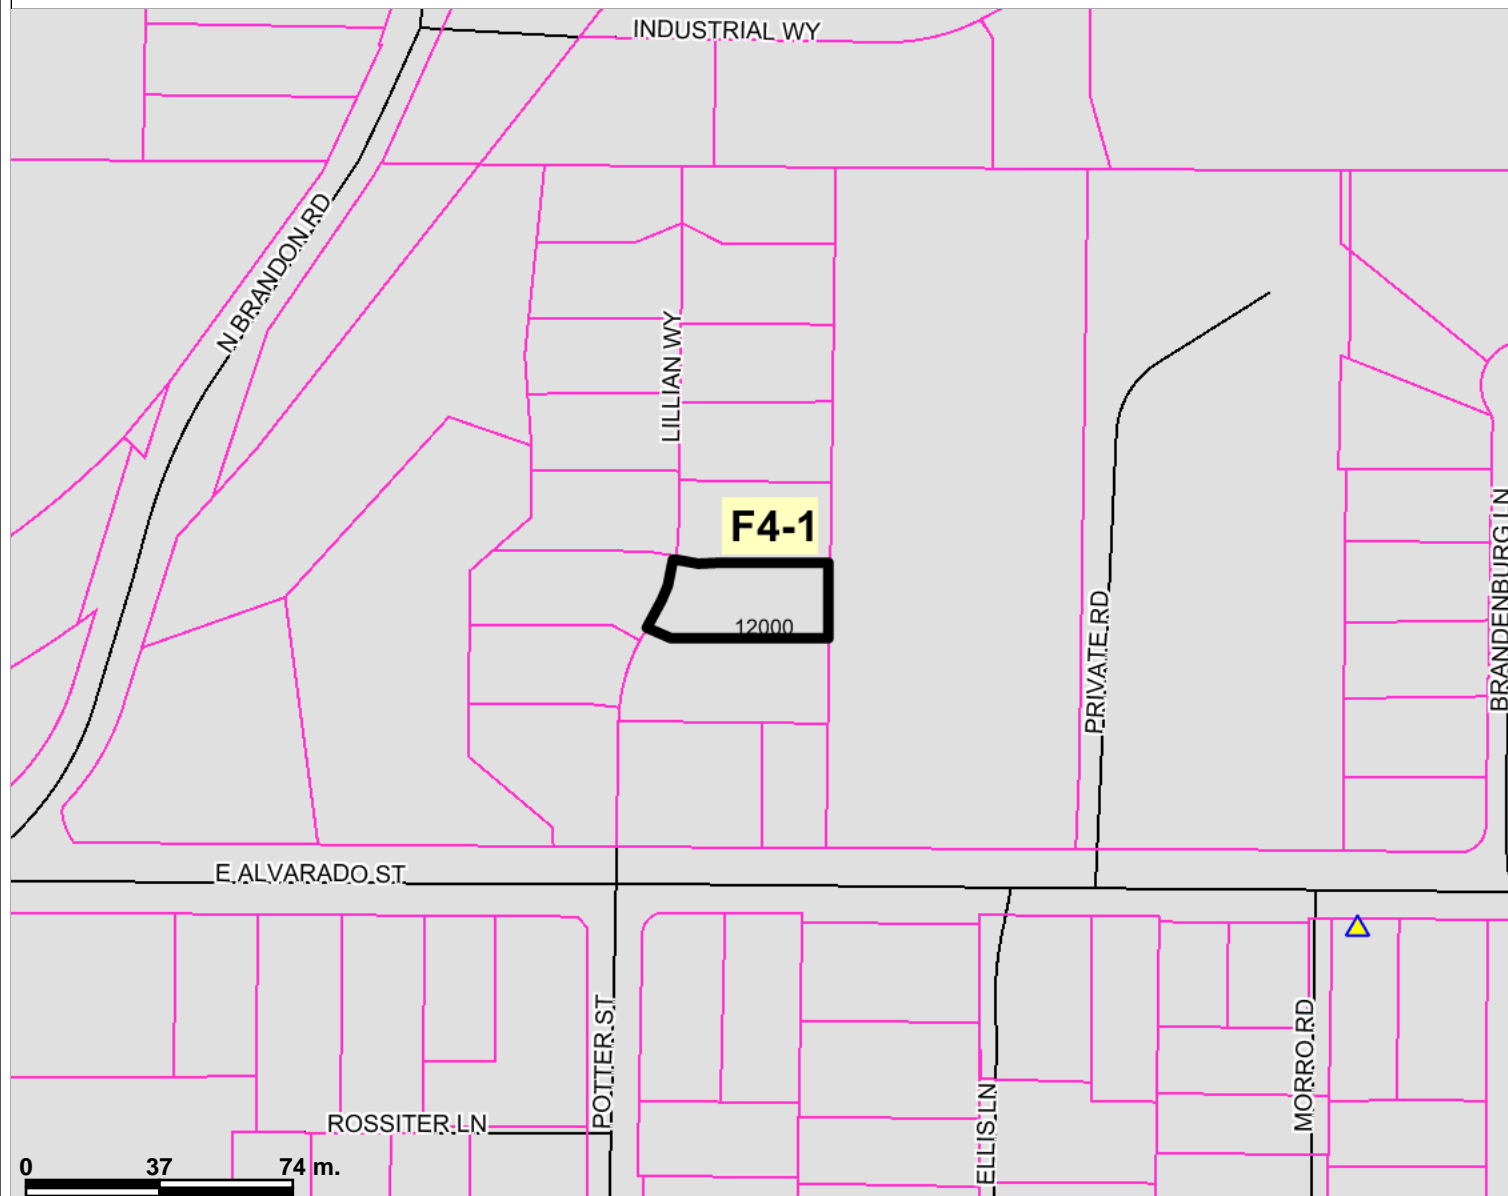 INDUSTRIAL WY
N BRANDON RD
LILLIAN WY
F4-1
12000
PRIVATE RD
BRANDENBURG LN
E ALVARADO ST
POTTER ST
ELLIS LN
MORRO RD
ROSSITER LN
0 37 74 m.